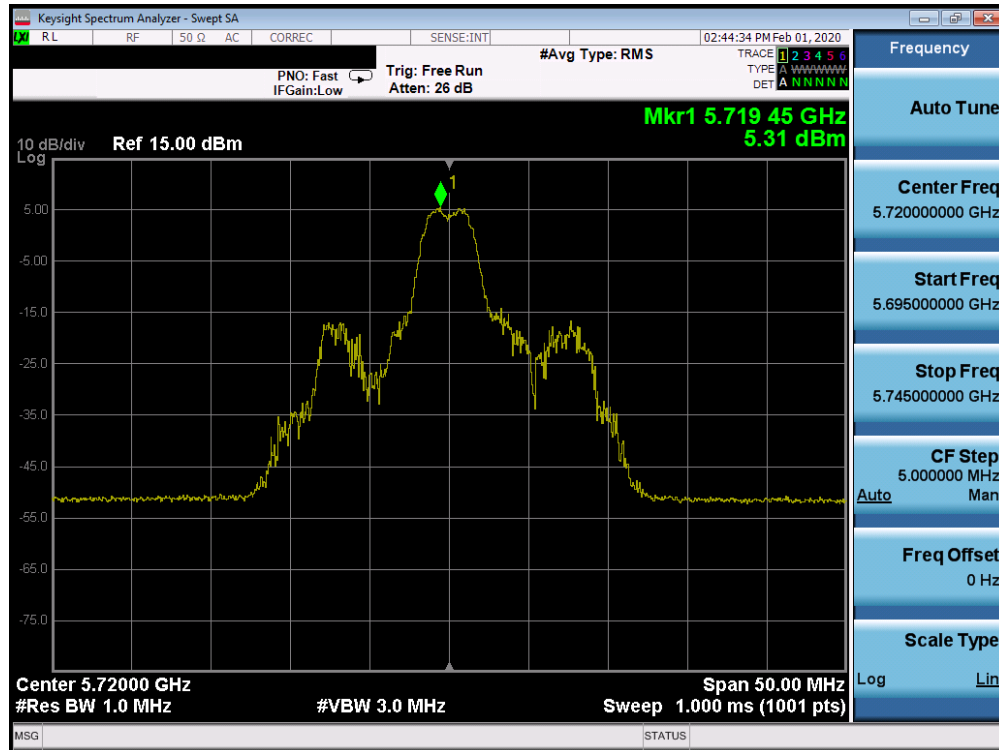 Keysight Spectrum Analyzer - Swept SA
LXI RL RF 50 Ω AC CORREC SENSE:INT 02:44:34 PM Feb 01, 2020
#Avg Type: RMS
TRACE 1 2 3 4 5 6
TYPE A WWWWW
DET A N N N N N
PNO: Fast
IFGain:Low
Trig: Free Run
Atten: 26 dB
Mkr1 5.719 45 GHz
5.31 dBm
10 dB/div Ref 15.00 dBm
Log
1
5.00
-5.00
-15.0
-25.0
-35.0
-45.0
-55.0
-65.0
-75.0
Center 5.72000 GHz
Span 50.00 MHz
#Res BW 1.0 MHz
#VBW 3.0 MHz
Sweep 1.000 ms (1001 pts)
MSG
STATUS
Frequency
Auto Tune
Center Freq
5.720000000 GHz
Start Freq
5.695000000 GHz
Stop Freq
5.745000000 GHz
CF Step
5.000000 MHz
Auto Man
Freq Offset
0 Hz
Scale Type
Log Lin